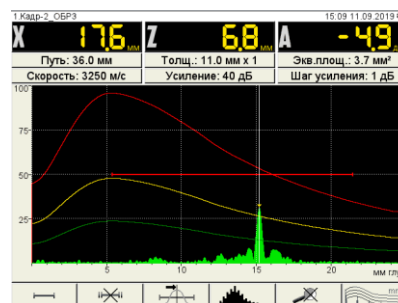 1.Кадр-2_ОБР3 15:09 11.09.2019
X 17,6 мм Z 6,8 мм A -4,9
Путь: 36.0 мм Толщ.: 11.0 мм x 1 Экв.площ.: 3.7 мм²
Скорость: 3250 м/с Усиление: 40 дБ Шаг усиления: 1 дБ
100
75
50
25
5 10 15 20 мм глу